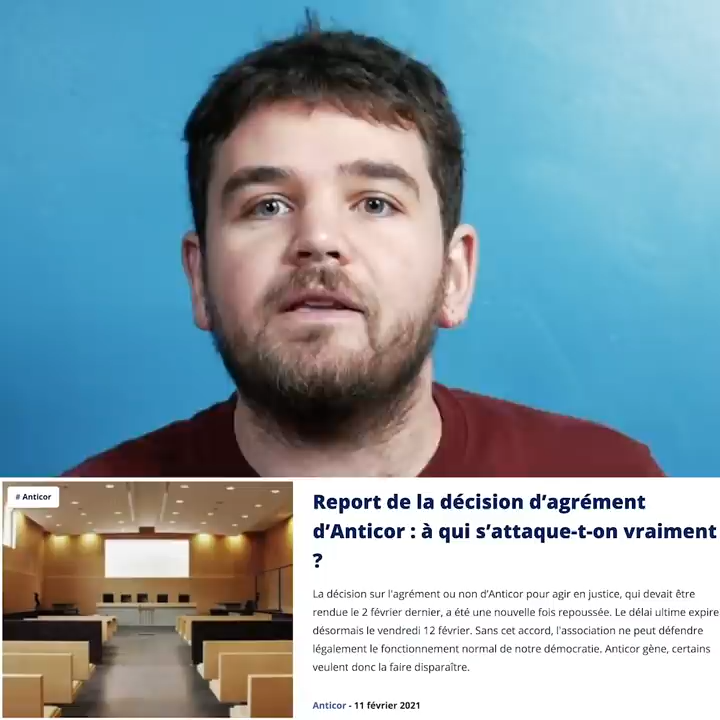 # Anticor
Report de la décision d’agrément
d’Anticor : à qui s’attaque-t-on vraiment
?
La décision sur l'agrément ou non d'Anticor pour agir en justice, qui devait être
rendue le 2 février dernier, a été une nouvelle fois repoussée. Le délai ultime expire
désormais le vendredi 12 février. Sans cet accord, l'association ne peut défendre
légalement le fonctionnement normal de notre démocratie. Anticor gène, certains
veulent donc la faire disparaître.
Anticor - 11 février 2021